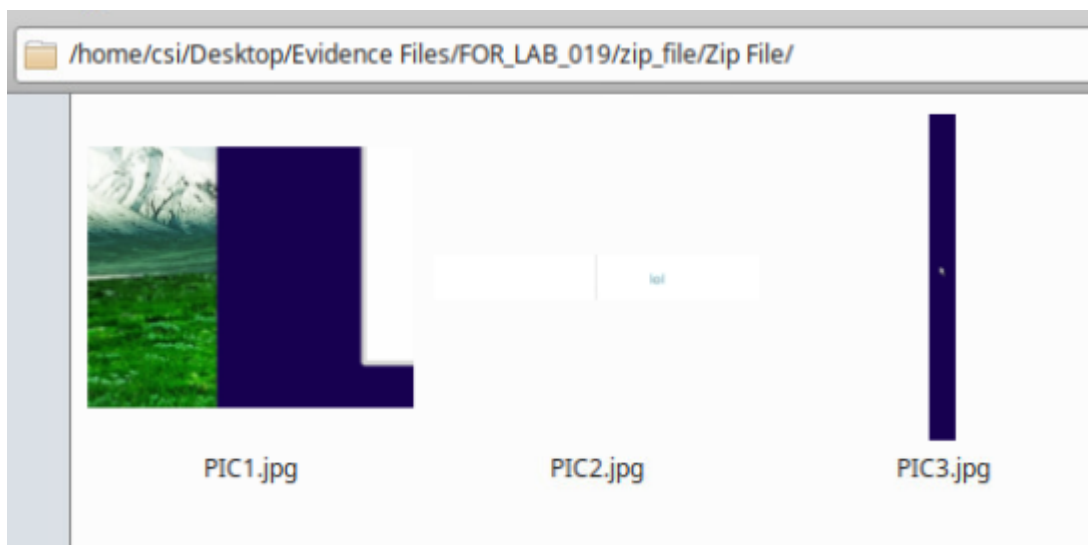 /home/csi/Desktop/Evidence Files/FOR_LAB_019/zip_file/Zip File/
lol
PIC1.jpg
PIC2.jpg
PIC3.jpg